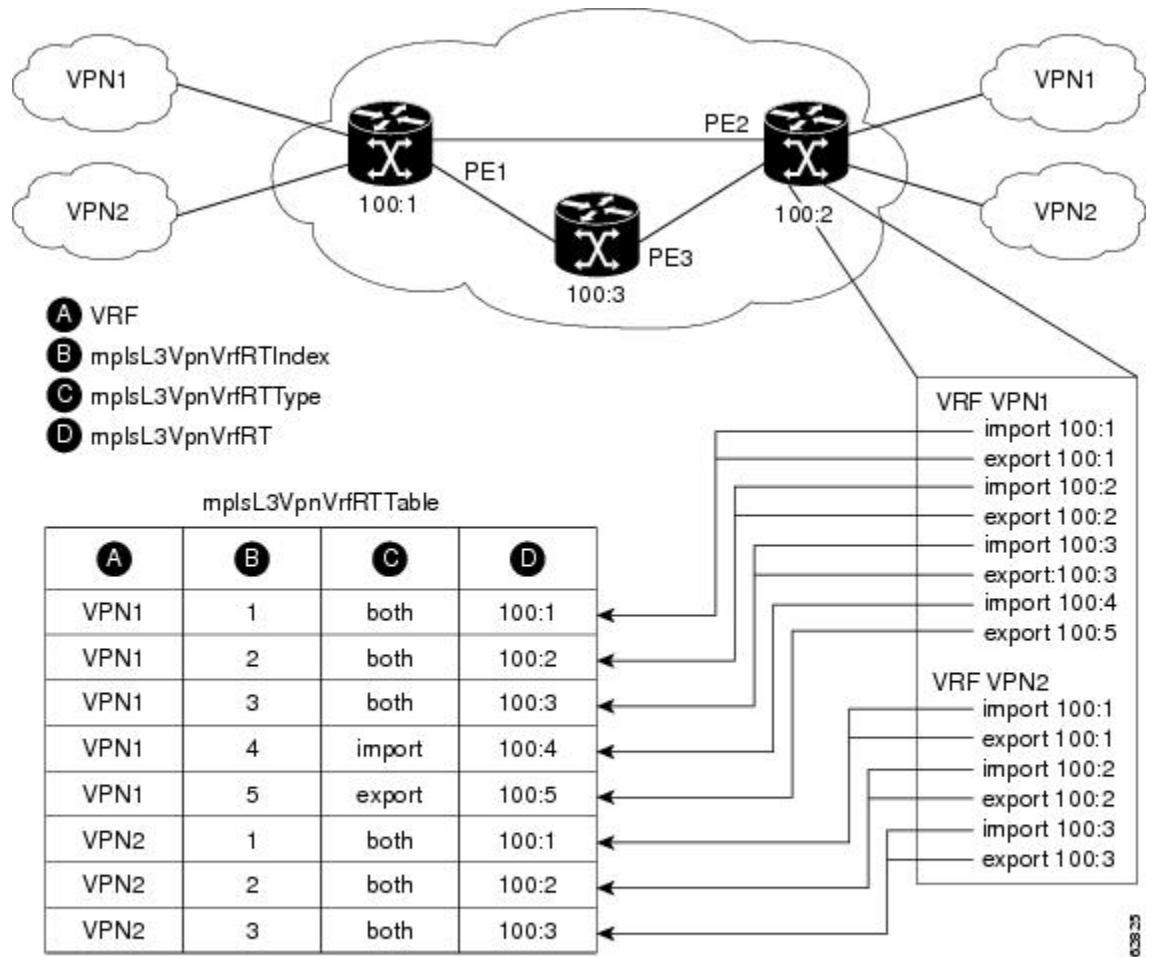 VPN1
VPN1
PE2
PE1
VPN2
100:1
100:2
VPN2
PE3
100:3
A VRF
B mplsL3VpnVrfRTIndex
C mplsL3VpnVrfRTType
D mplsL3VpnVrfRT
VRF VPN1
import 100:1
export 100:1
import 100:2
export 100:2
import 100:3
export:100:3
import 100:4
export 100:5
VRF VPN2
import 100:1
export 100:1
import 100:2
export 100:2
import 100:3
export 100:3
mplsL3VpnVrfRTTable
A B C D
VPN1 1 both 100:1
VPN1 2 both 100:2
VPN1 3 both 100:3
VPN1 4 import 100:4
VPN1 5 export 100:5
VPN2 1 both 100:1
VPN2 2 both 100:2
VPN2 3 both 100:3
62825